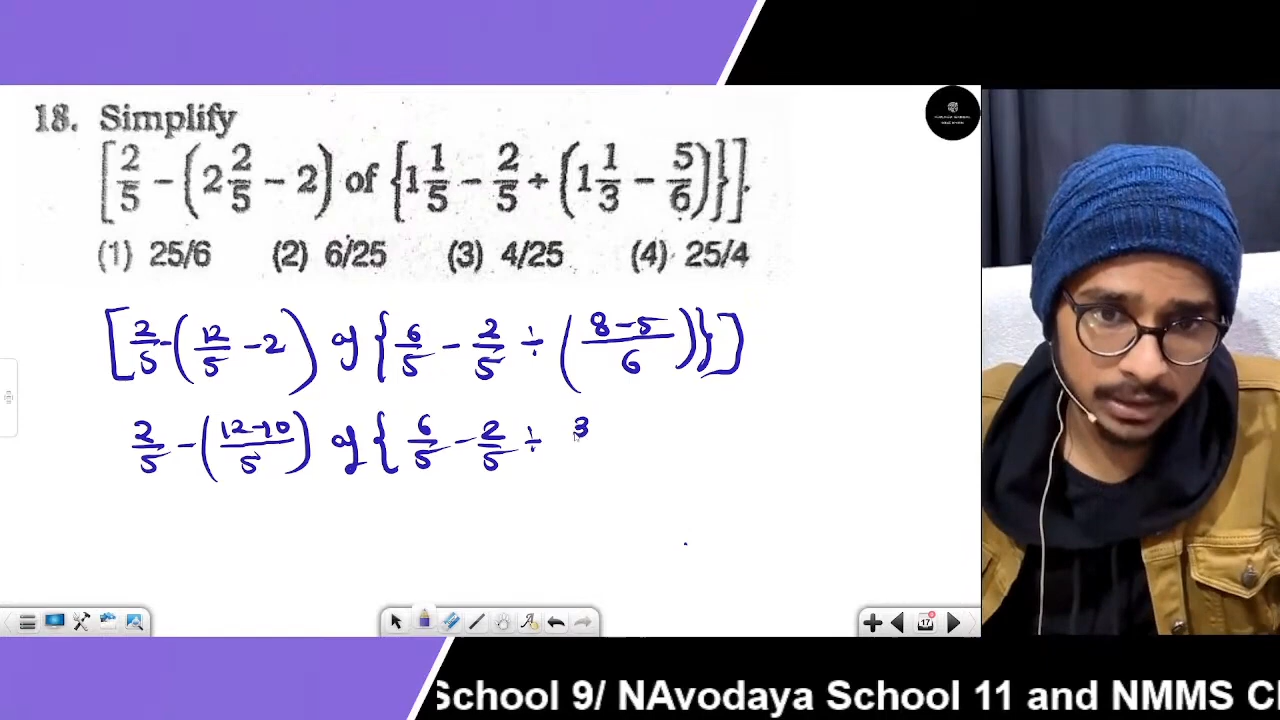 18. Simplify
[2/5 − (2 2/5 − 2) of {1 1/5 − 2/5 ÷ (1 1/3 − 5/6)}].
(1) 25/6 (2) 6/25 (3) 4/25 (4) 25/4
[2/5 − (12/5 − 2) of {6/5 − 2/5 ÷ (8−5/6)}]
2/5 − (12−10/5) of {6/5 − 2/5 ÷ 3
17
School 9/ NAvodaya School 11 and NMMS Cl